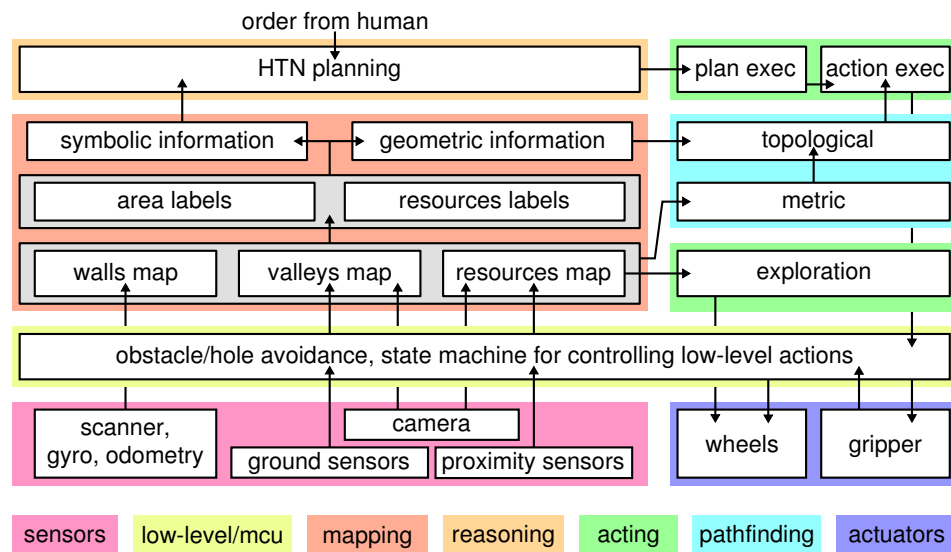 order from human
HTN planning
plan exec
action exec
symbolic information
geometric information
topological
area labels
resources labels
metric
walls map
valleys map
resources map
exploration
obstacle/hole avoidance, state machine for controlling low-level actions
scanner,
gyro, odometry
camera
ground sensors
proximity sensors
wheels
gripper
sensors
low-level/mcu
mapping
reasoning
acting
pathfinding
actuators